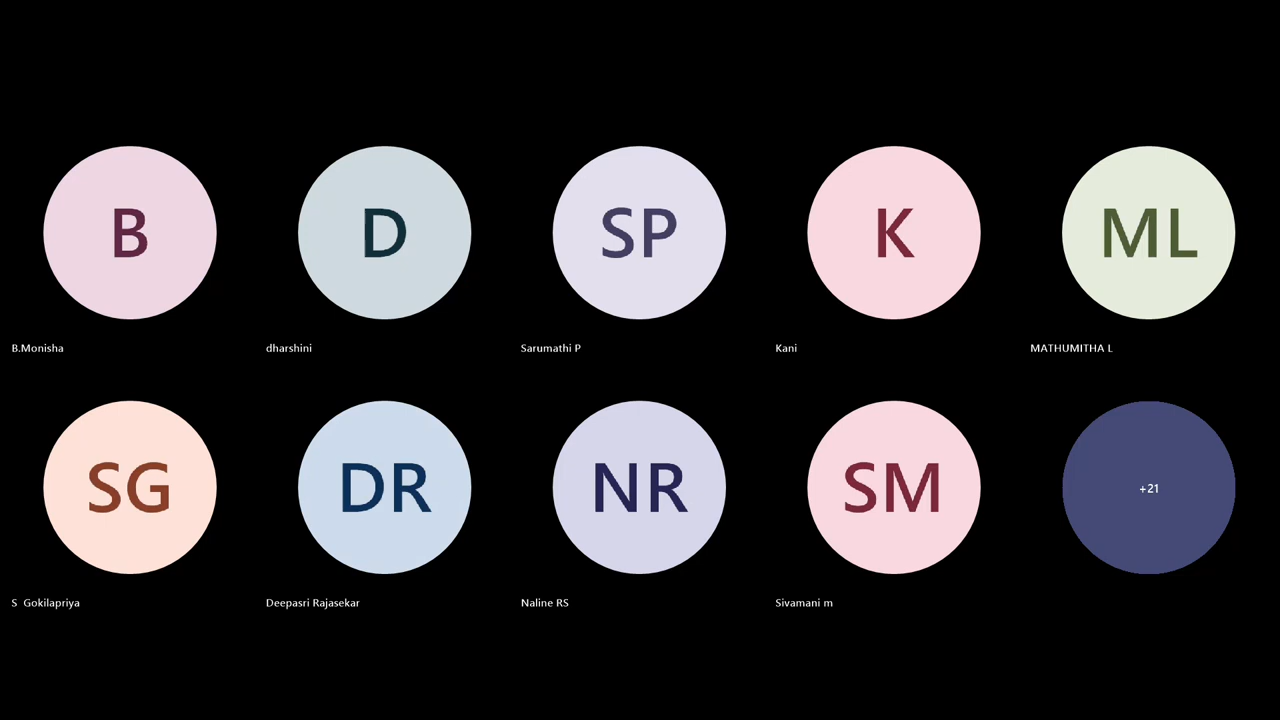 B
D
SP
K
ML
B.Monisha
dharshini
Sarumathi P
Kani
MATHUMITHA L
SG
DR
NR
SM
+21
S  Gokilapriya
Deepasri Rajasekar
Naline RS
Sivamani m